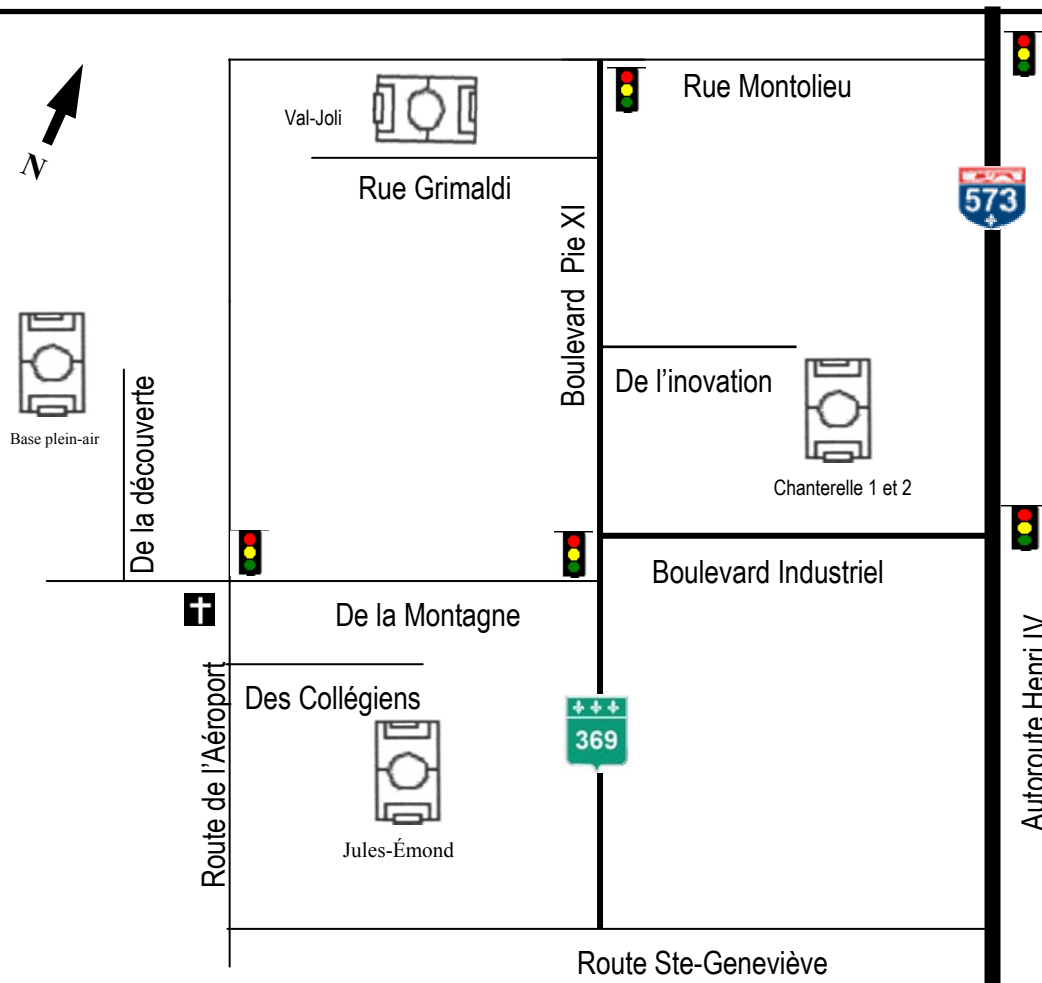 Rue Montolieu
Val-Joli
N
Rue Grimaldi
573
Boulevard Pie XI
De l'inovation
Base plein-air
De la découverte
Chanterelle 1 et 2
Boulevard Industriel
De la Montagne
Autoroute Henri IV
Des Collégiens
369
Route de l'Aéroport
Jules-Émond
Route Ste-Geneviève